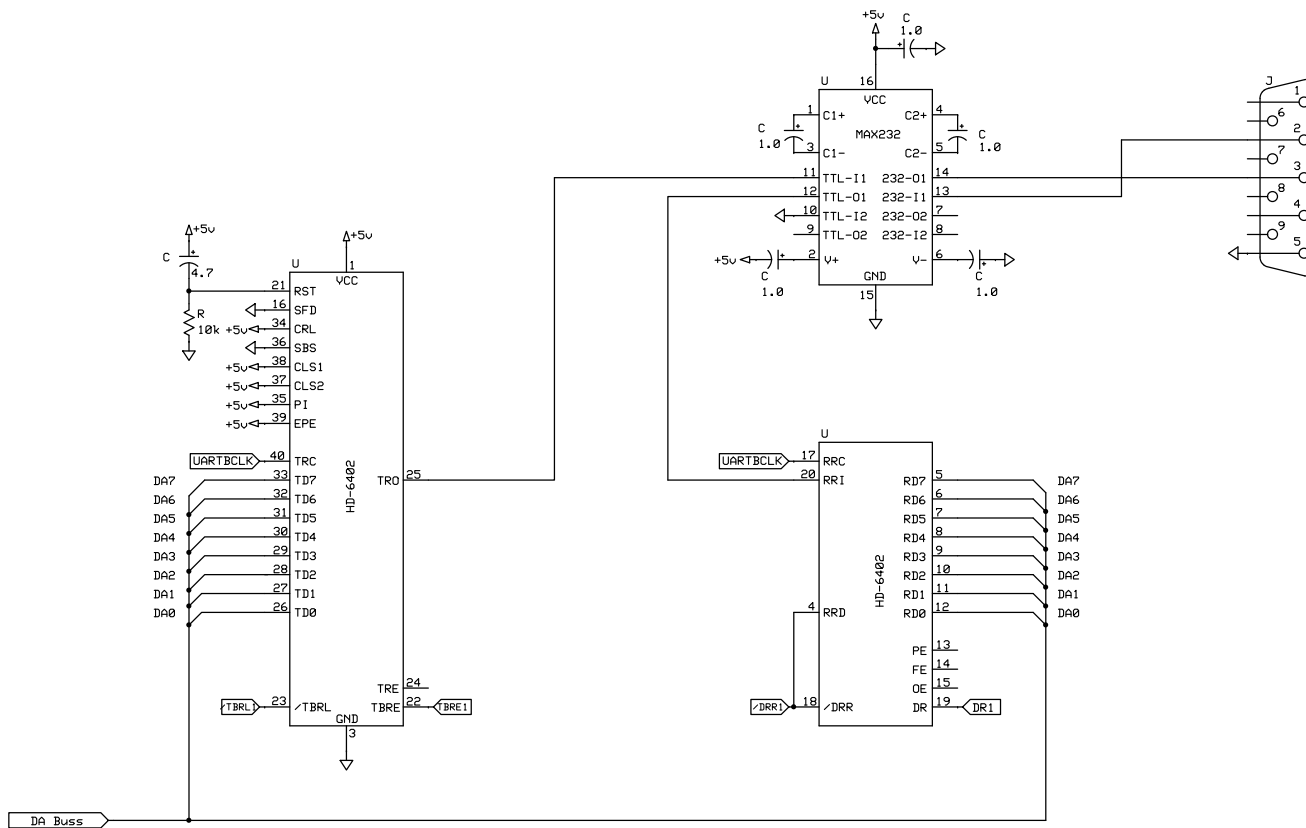 +5v
C
1.0
U
16
VCC
1
C1+
C2+
4
MAX232
C
1.0
C
1.0
3
C1-
C2-
5
11
TTL-I1
232-O1
14
12
TTL-O1
232-I1
13
10
TTL-I2
232-O2
7
9
TTL-O2
232-I2
8
+5v
2
V+
V-
6
C
1.0
GND
15
C
1.0
J
1
6
2
7
3
8
4
9
5
+5v
C
4.7
R
10k
+5v
U
1
VCC
21
RST
16
SFD
+5v
34
CRL
36
SBS
+5v
38
CLS1
+5v
37
CLS2
+5v
35
PI
+5v
39
EPE
UARTBCLK
40
TRC
DA7
33
TD7
TRO
25
DA6
32
TD6
DA5
31
TD5
DA4
30
TD4
DA3
29
TD3
DA2
28
TD2
DA1
27
TD1
DA0
26
TD0
HD-6402
TRE
24
/TBRL1
23
/TBRL
TBRE
22
TBRE1
GND
3
U
UARTBCLK
17
RRC
20
RRI
RD7
5
DA7
RD6
6
DA6
RD5
7
DA5
RD4
8
DA4
RD3
9
DA3
RD2
10
DA2
RD1
11
DA1
4
RRD
RD0
12
DA0
HD-6402
PE
13
FE
14
OE
15
/DRR1
18
/DRR
DR
19
DR1
DA Buss